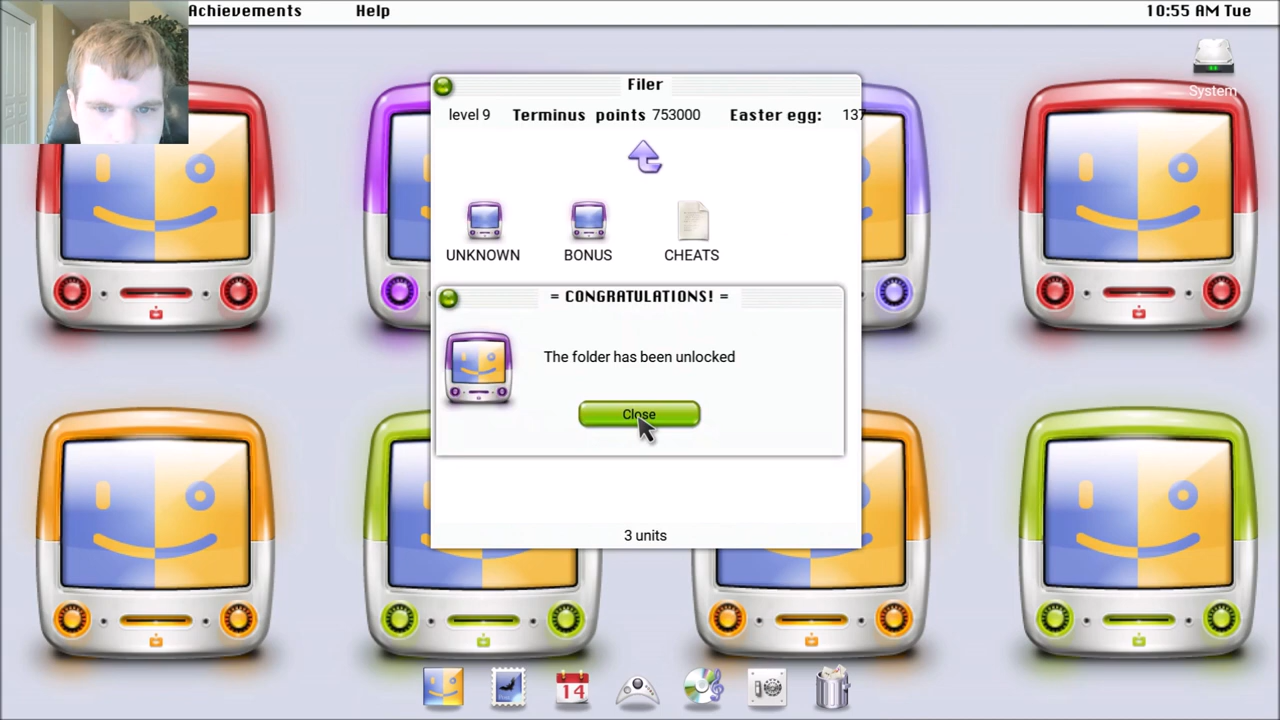 Achievements Help 10:55 AM Tue
System
Filer
level 9 Terminus points 753000 Easter egg: 137
UNKNOWN BONUS CHEATS
= CONGRATULATIONS! =
The folder has been unlocked
Close
3 units
14